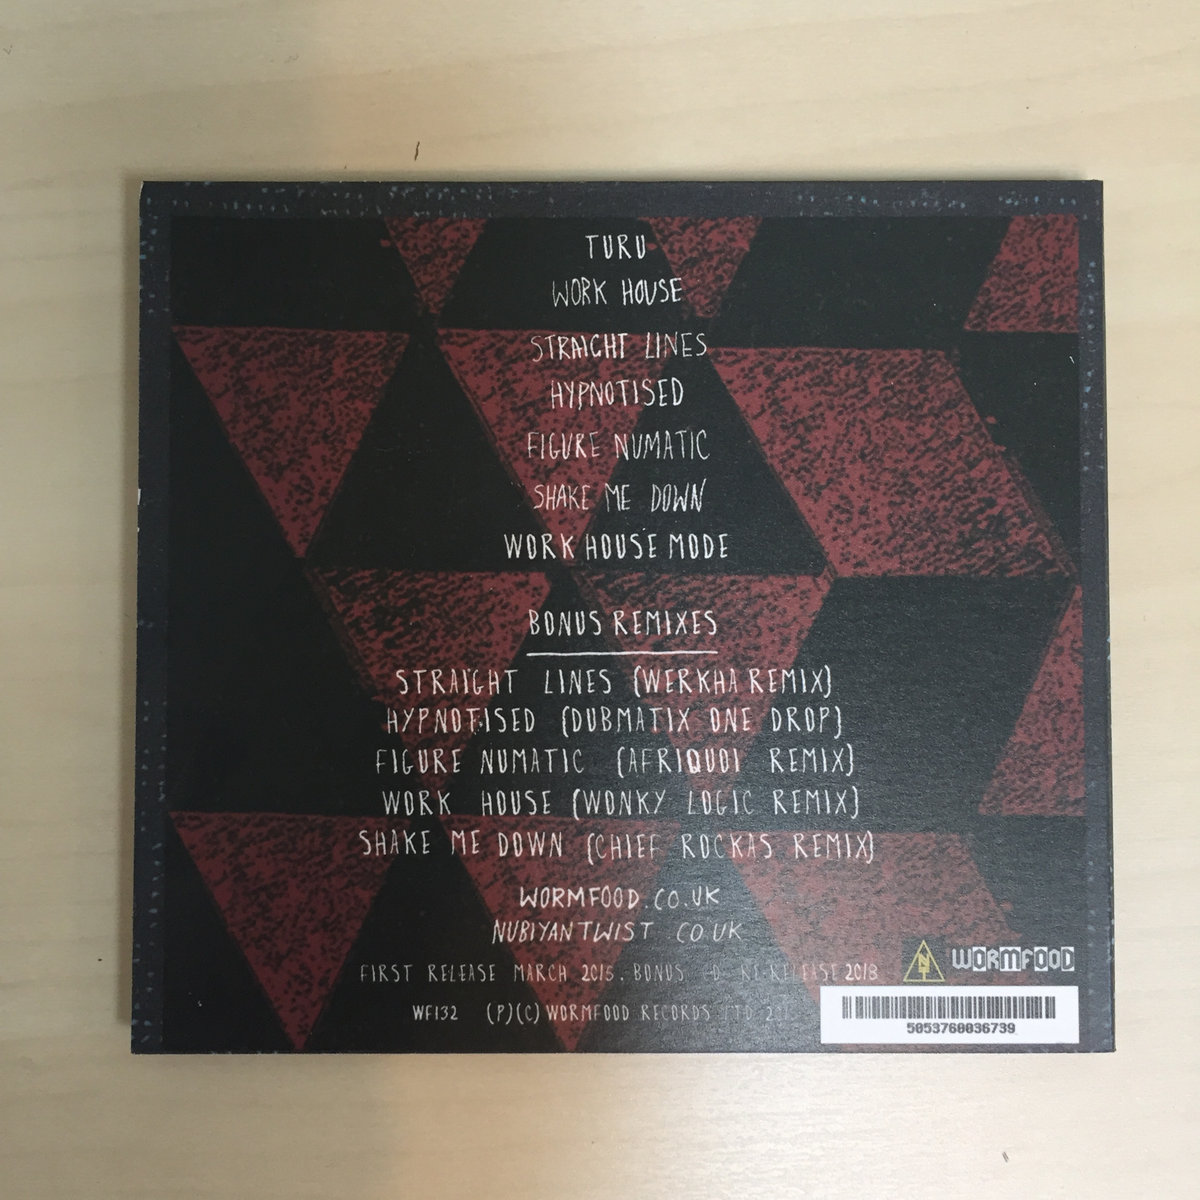 TURU
WORK HOUSE
STRAIGHT LINES
HYPNOTISED
FIGURE NUMATIC
SHAKE ME DOWN
WORK HOUSE MODE
BONUS REMIXES
STRAIGHT LINES (WERKHA REMIX)
HYPNOTISED (DUBMATIX ONE DROP)
FIGURE NUMATIC (AFRIQUOI REMIX)
WORK HOUSE (WONKY LOGIC REMIX)
SHAKE ME DOWN (CHIEF ROCKAS REMIX)
WORMFOOD.CO.UK
NUBIYANTWIST CO UK
FIRST RELEASE MARCH 2015. BONUS CD RE-RELEASE 2018
WORMFOOD
WF132 (P)(C) WORMFOOD RECORDS LTD
5053760036739